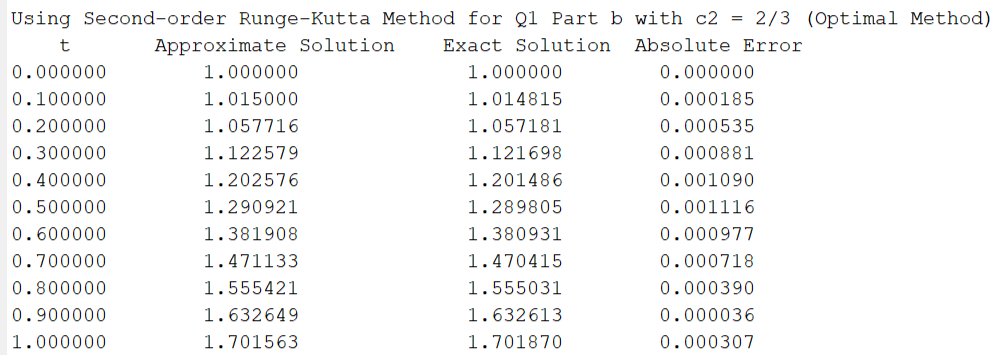 Using Second-order Runge-Kutta Method for Q1 Part b with c2 = 2/3 (Optimal Method)
t Approximate Solution Exact Solution Absolute Error
0.000000 1.000000 1.000000 0.000000
0.100000 1.015000 1.014815 0.000185
0.200000 1.057716 1.057181 0.000535
0.300000 1.122579 1.121698 0.000881
0.400000 1.202576 1.201486 0.001090
0.500000 1.290921 1.289805 0.001116
0.600000 1.381908 1.380931 0.000977
0.700000 1.471133 1.470415 0.000718
0.800000 1.555421 1.555031 0.000390
0.900000 1.632649 1.632613 0.000036
1.000000 1.701563 1.701870 0.000307